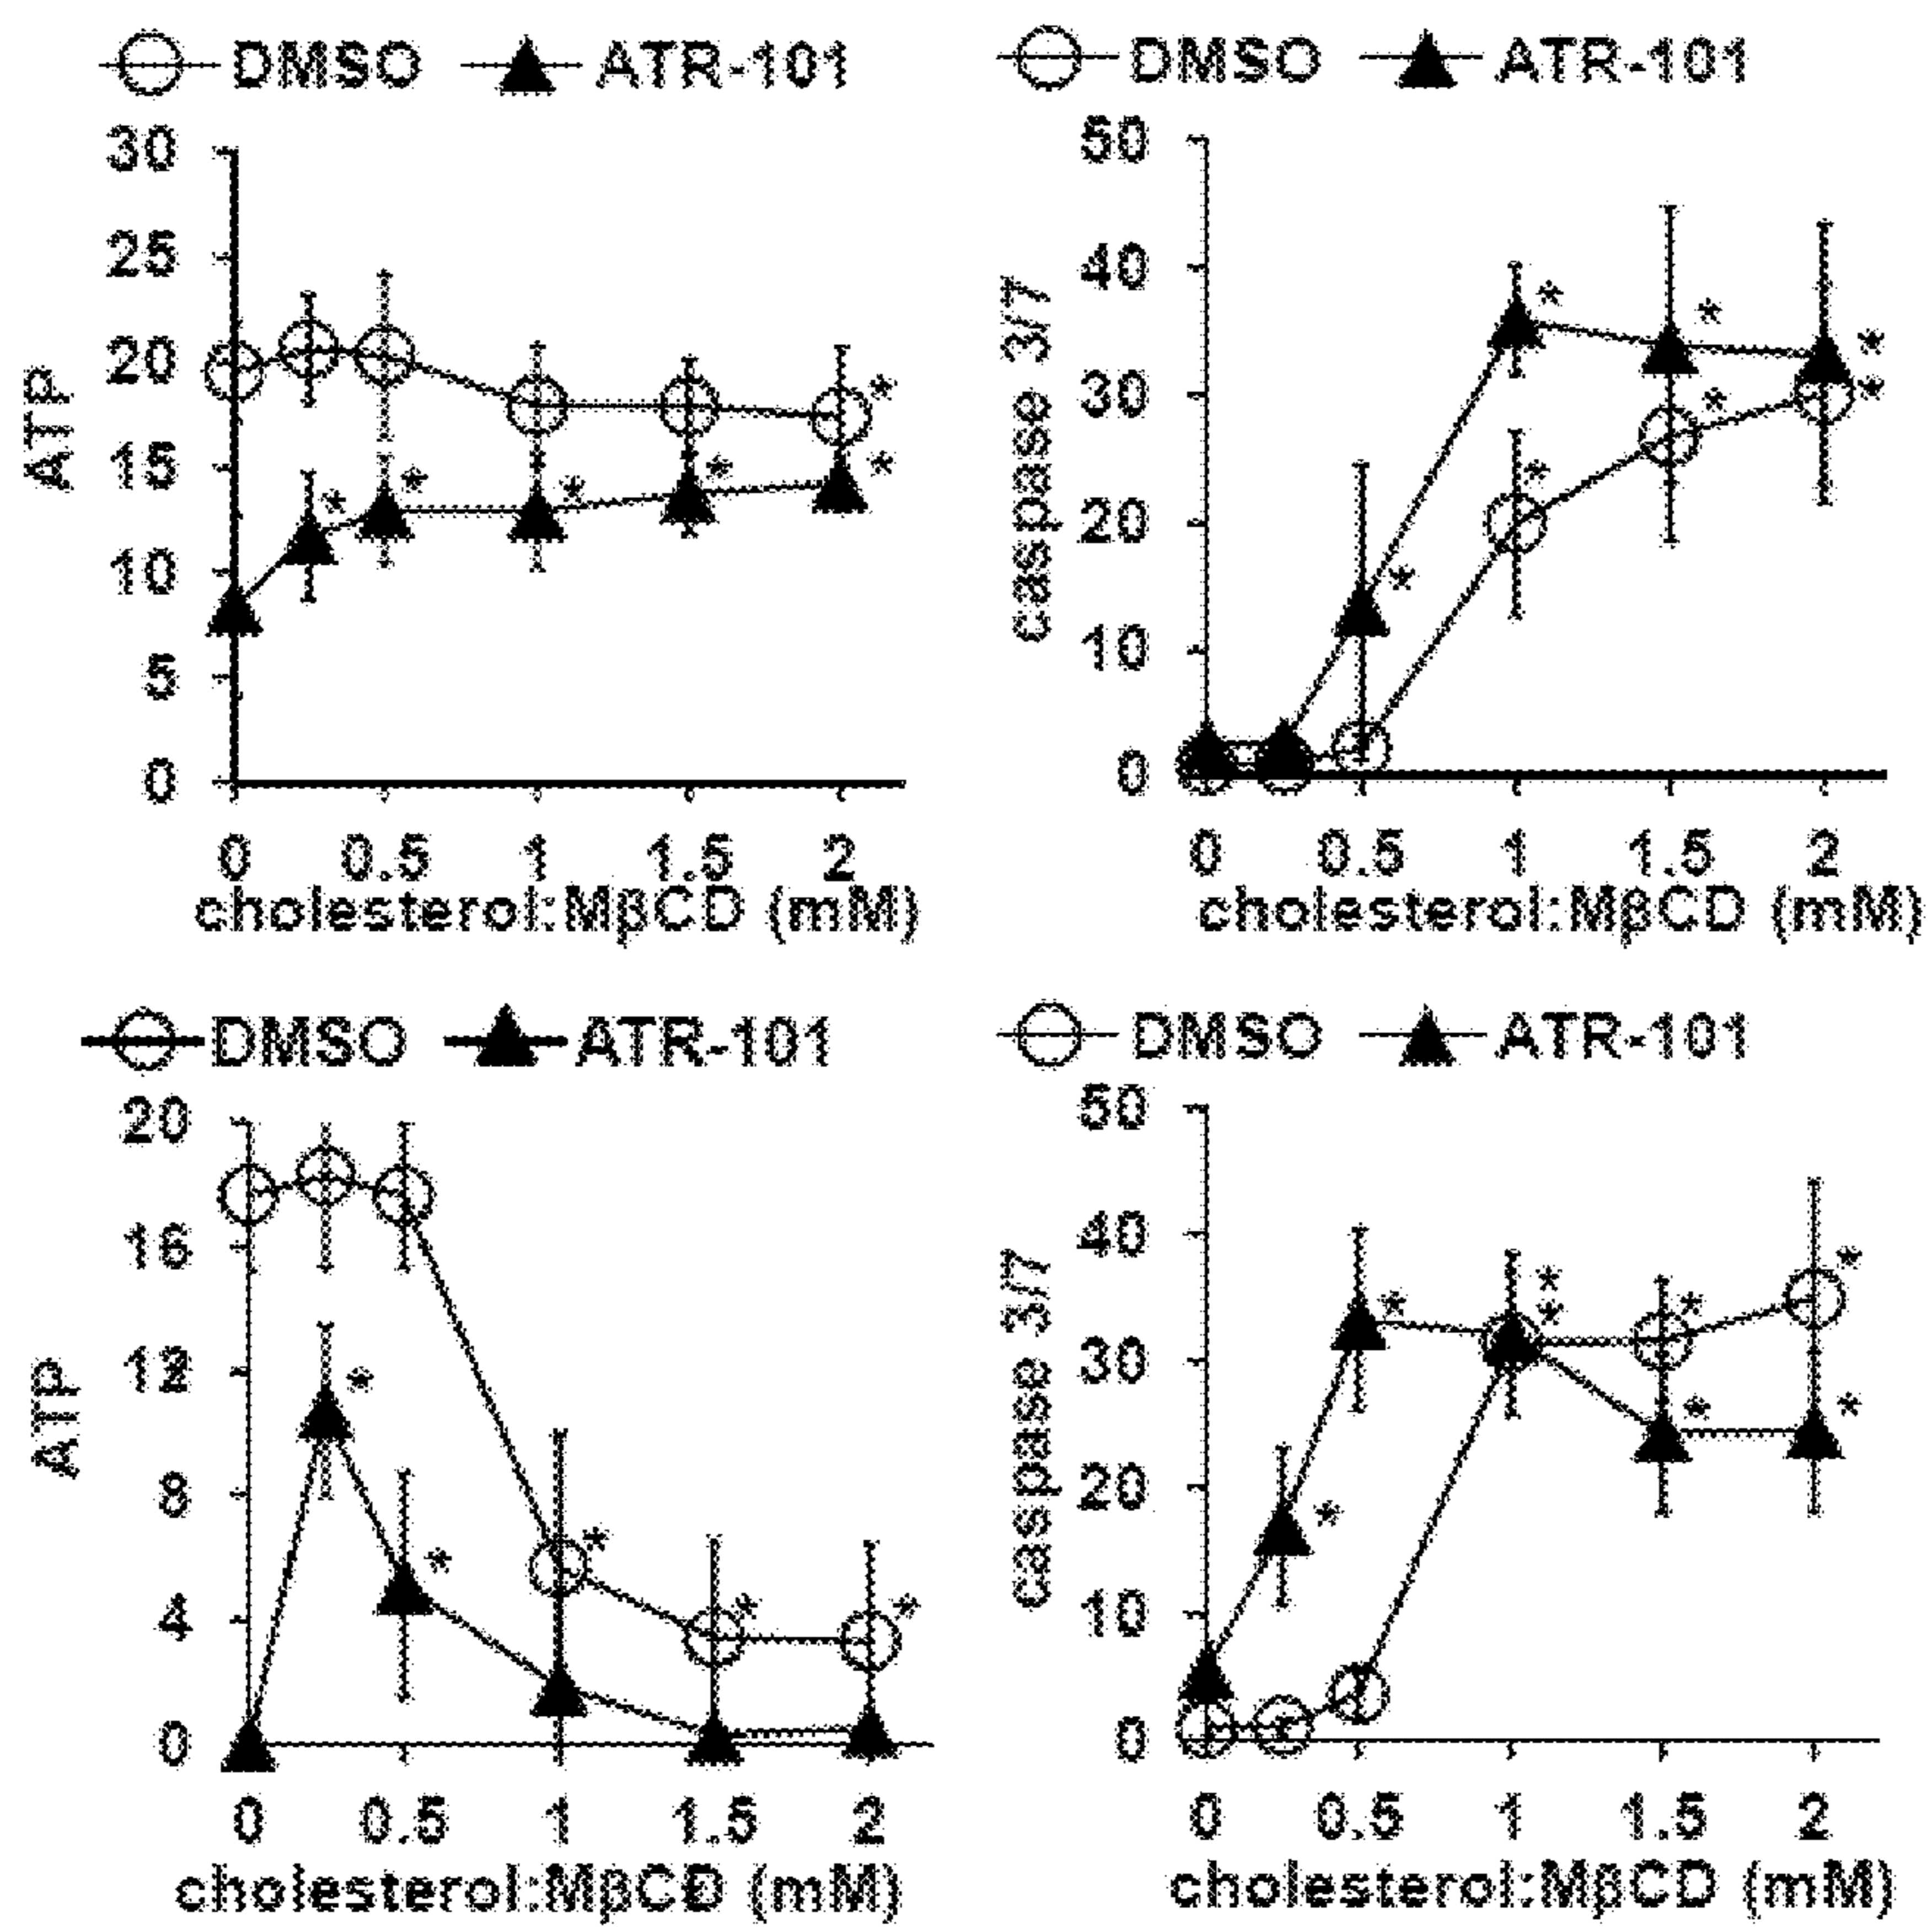 DMSO ATR-101
30
25
20
15
10
5
0
ATP
0 0.5 1 1.5 2
cholesterol:MβCD (mM)
DMSO ATR-101
50
40
30
20
10
0
caspase 3/7
0 0.5 1 1.5 2
cholesterol:MβCD (mM)
DMSO ATR-101
20
16
12
8
4
0
ATP
0 0.5 1 1.5 2
cholesterol:MβCD (mM)
DMSO ATR-101
50
40
30
20
10
0
caspase 3/7
0 0.5 1 1.5 2
cholesterol:MβCD (mM)